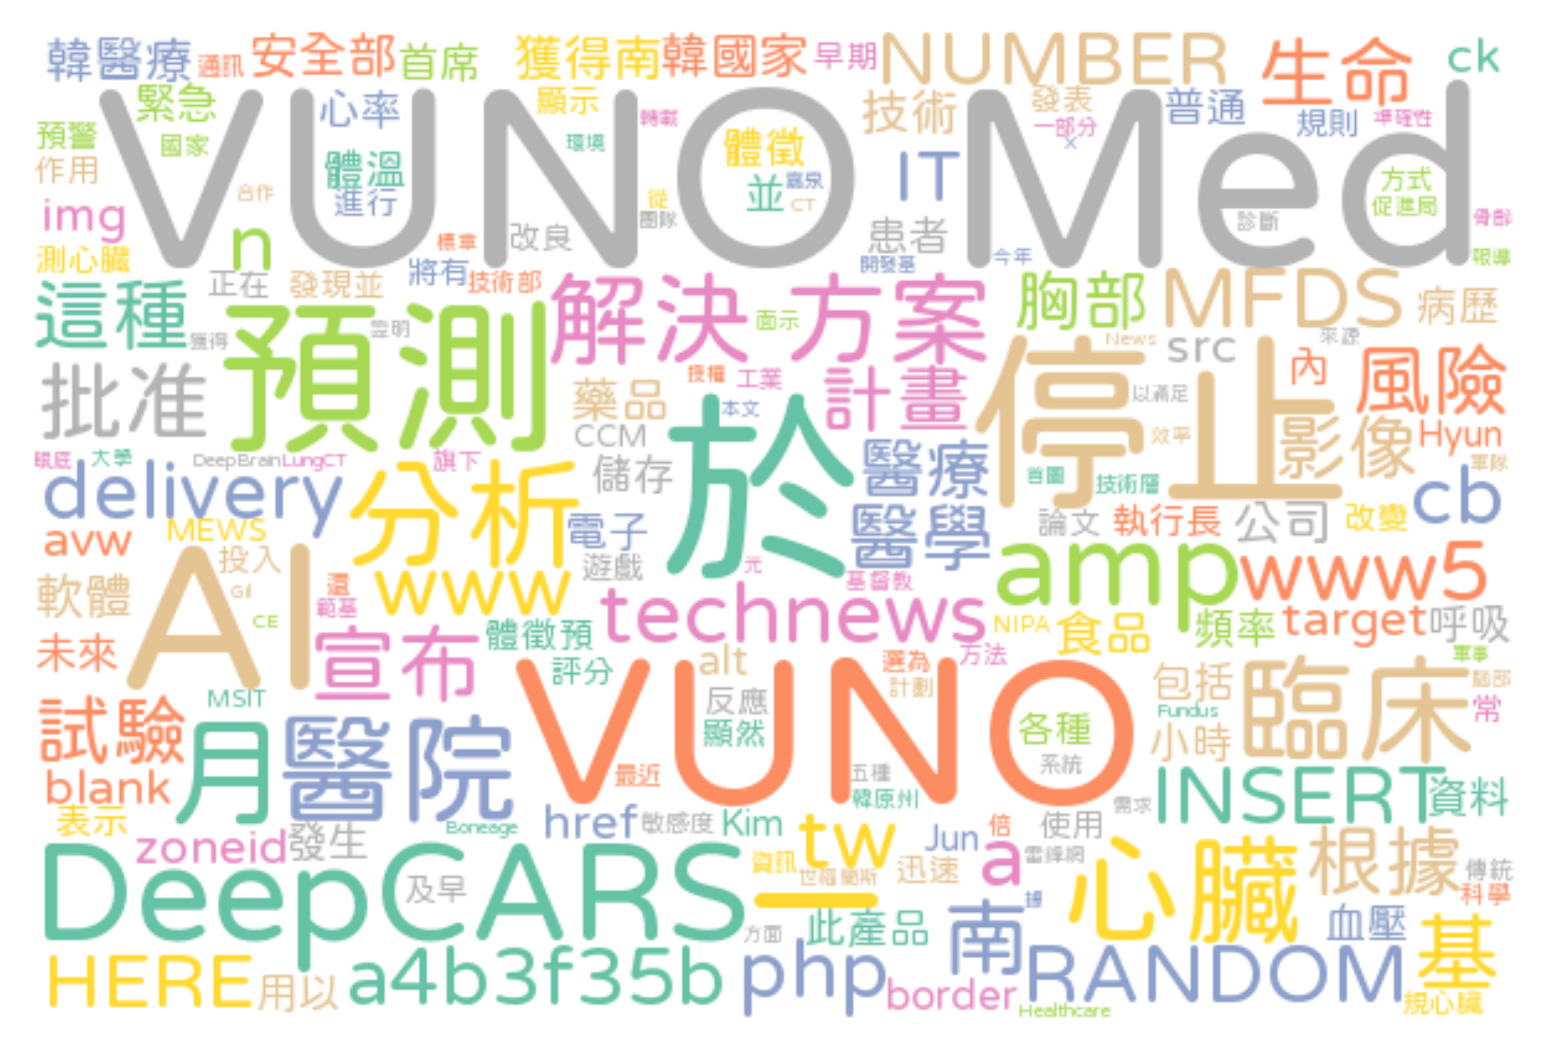 韓醫療 通訊 安全部 首席 獲得南韓國家 早期 NUMBER 生命 ck
緊急 心率 顯示 轉載 技術 發表 普通 規則 準確性
VUNO Med
預警 國家 環境 體徵 一部分 x
作用 體溫 並 嘉泉 IT 方式
合作 進行 從 CT 促進局
img n 標章 改良 團隊 患者 診斷 骨齡
測心臟 將有 開發基 今年 報導
正在 發現並 技術部 解決方案 胸部 MFDS 病歷
這種 獲得 預測 證明 面示 News src 來源
批准 藥品 授權 工業 計畫 停止 以滿足 內 風險
CCM 本文 於 效率 影像 Hyun
眼底 大學 DeepBrain LungCT 旗下 儲存 醫療 首圖 技術層 軍隊
delivery 分析 電子 醫學 論文 執行長 公司 改變 cb
avw MEWS
AI 投入 遊戲 光 amp www5
軟體 Gil 還 www 基督教
範基 technews NIPA 食品 頻率 target 呼吸
CE 宣布 體徵預
未來 評分 alt 選為 方法 軍事
MSIT VUNO 計劃 包括 臨床 腦部
試驗 月 醫院 反應 各種 Fundus 常
顯然 小時
blank 最近 五種 系統 INSERT 資料
韓原州 需求
表示 Boneage href 敏感度 Kim tw Jun 倍 使用
zoneid 發生 資訊 a 雷鋒網 心臟 根據 傳統
DeepCARS 及早 一 世福蘭斯 迅速 據 科學
方面 此產品 南 血壓 基
HERE 用以 a4b3f35b php border RANDOM 規心臟
Healthcare